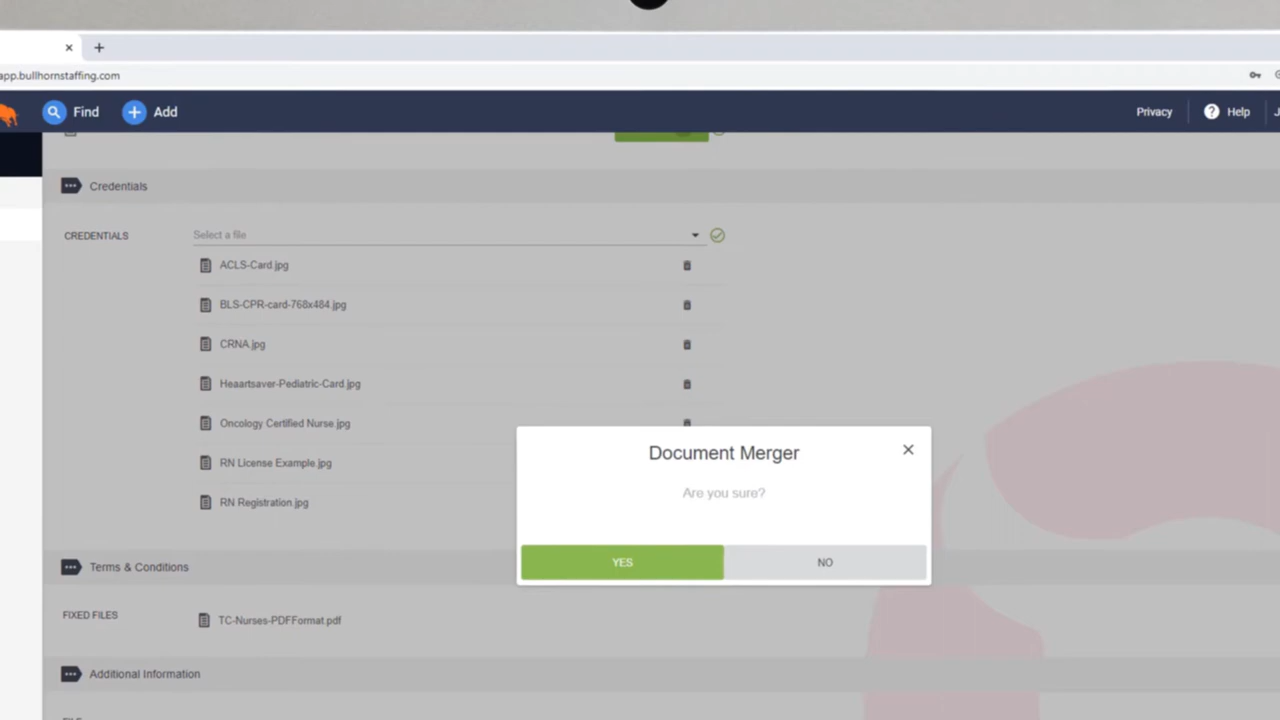 app.bullhornstaffing.com
Find
Add
Privacy
Help
Credentials
CREDENTIALS
Select a file
ACLS-Card.jpg
BLS-CPR-card-768x484.jpg
CRNA.jpg
Heaartsaver-Pediatric-Card.jpg
Oncology Certified Nurse.jpg
RN License Example.jpg
RN Registration.jpg
Document Merger
Are you sure?
YES
NO
Terms & Conditions
FIXED FILES
TC-Nurses-PDFFormat.pdf
Additional Information